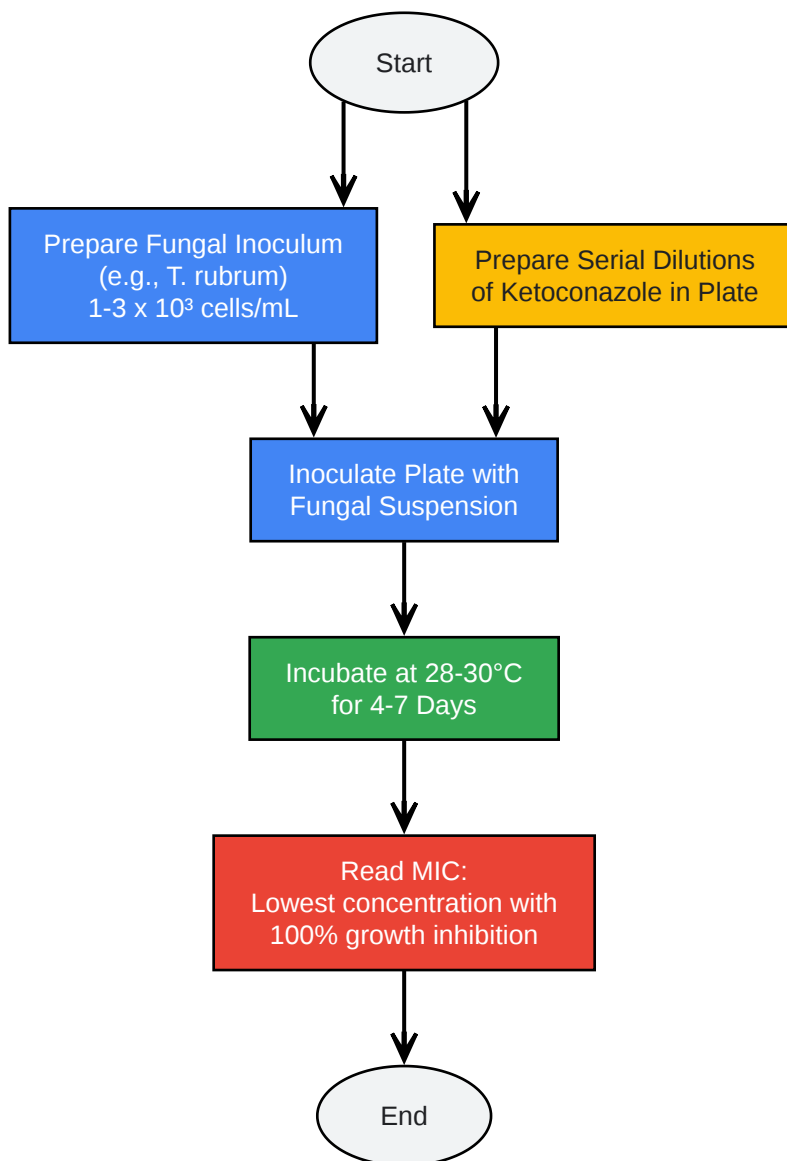 Start
Prepare Fungal Inoculum
(e.g., T. rubrum)
1-3 x 10³ cells/mL
Prepare Serial Dilutions
of Ketoconazole in Plate
Inoculate Plate with
Fungal Suspension
Incubate at 28-30°C
for 4-7 Days
Read MIC:
Lowest concentration with
100% growth inhibition
End